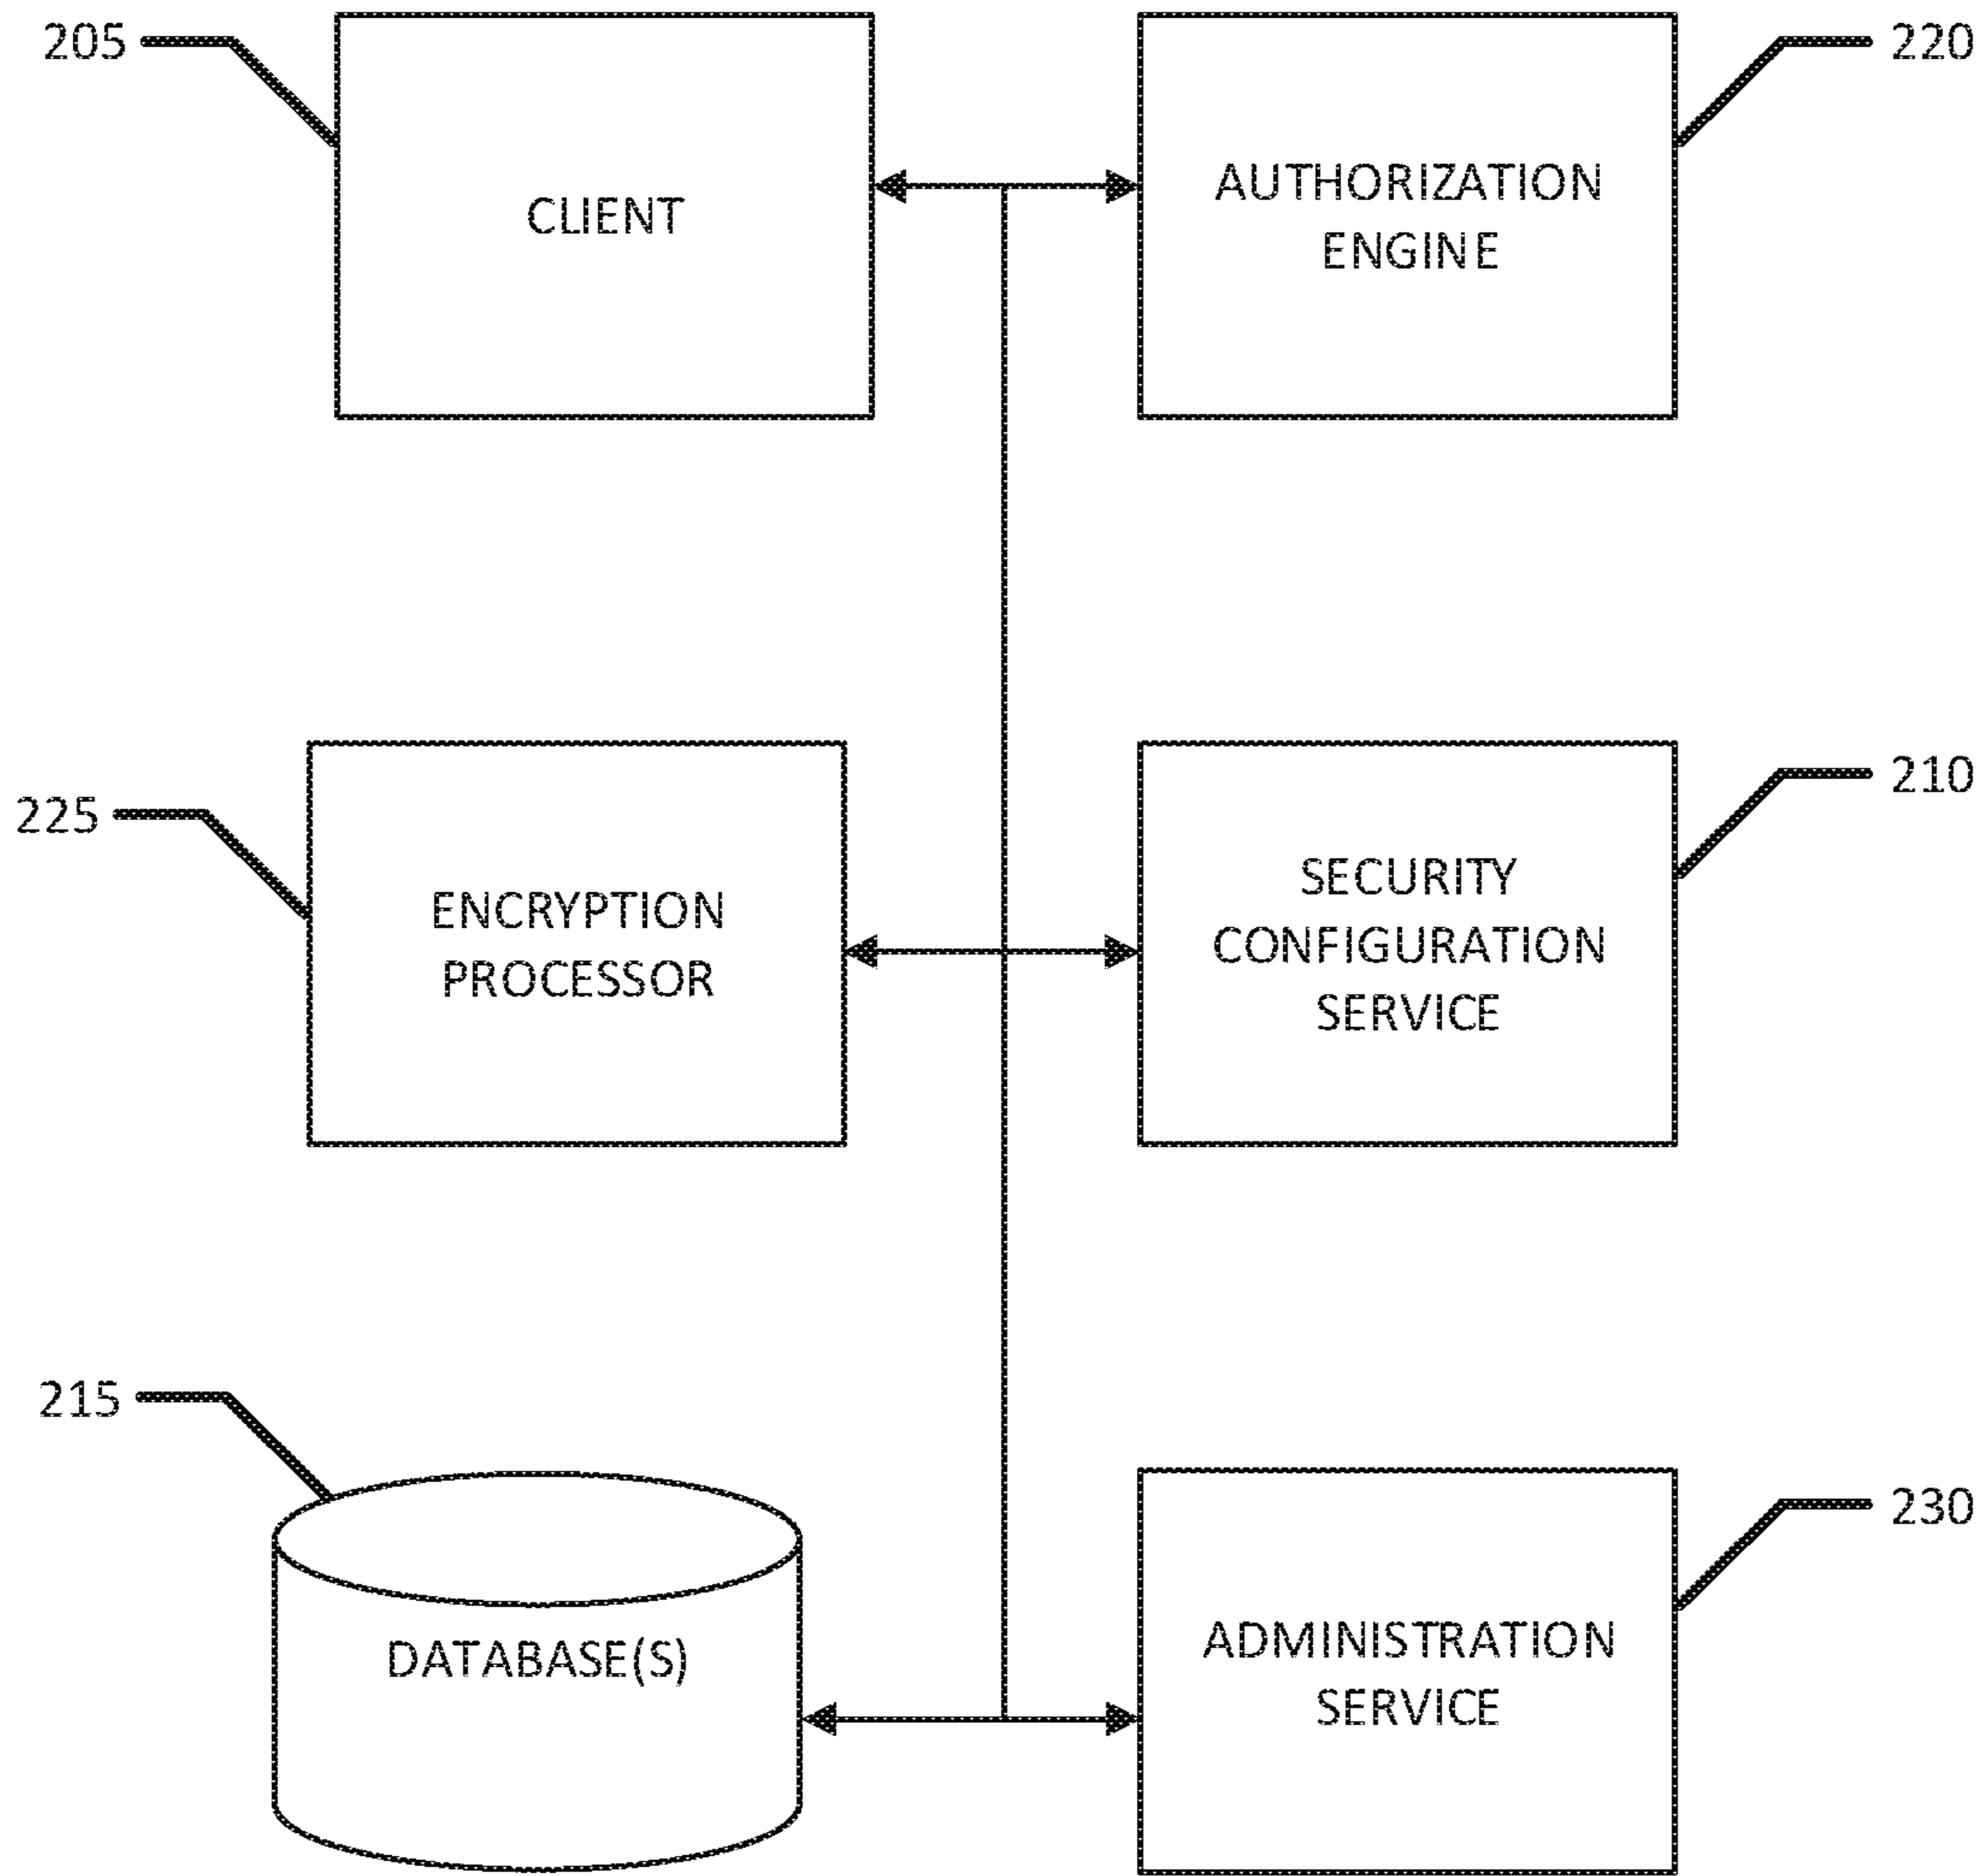 205
CLIENT
220
AUTHORIZATION
ENGINE
225
ENCRYPTION
PROCESSOR
210
SECURITY
CONFIGURATION
SERVICE
215
DATABASE(S)
230
ADMINISTRATION
SERVICE